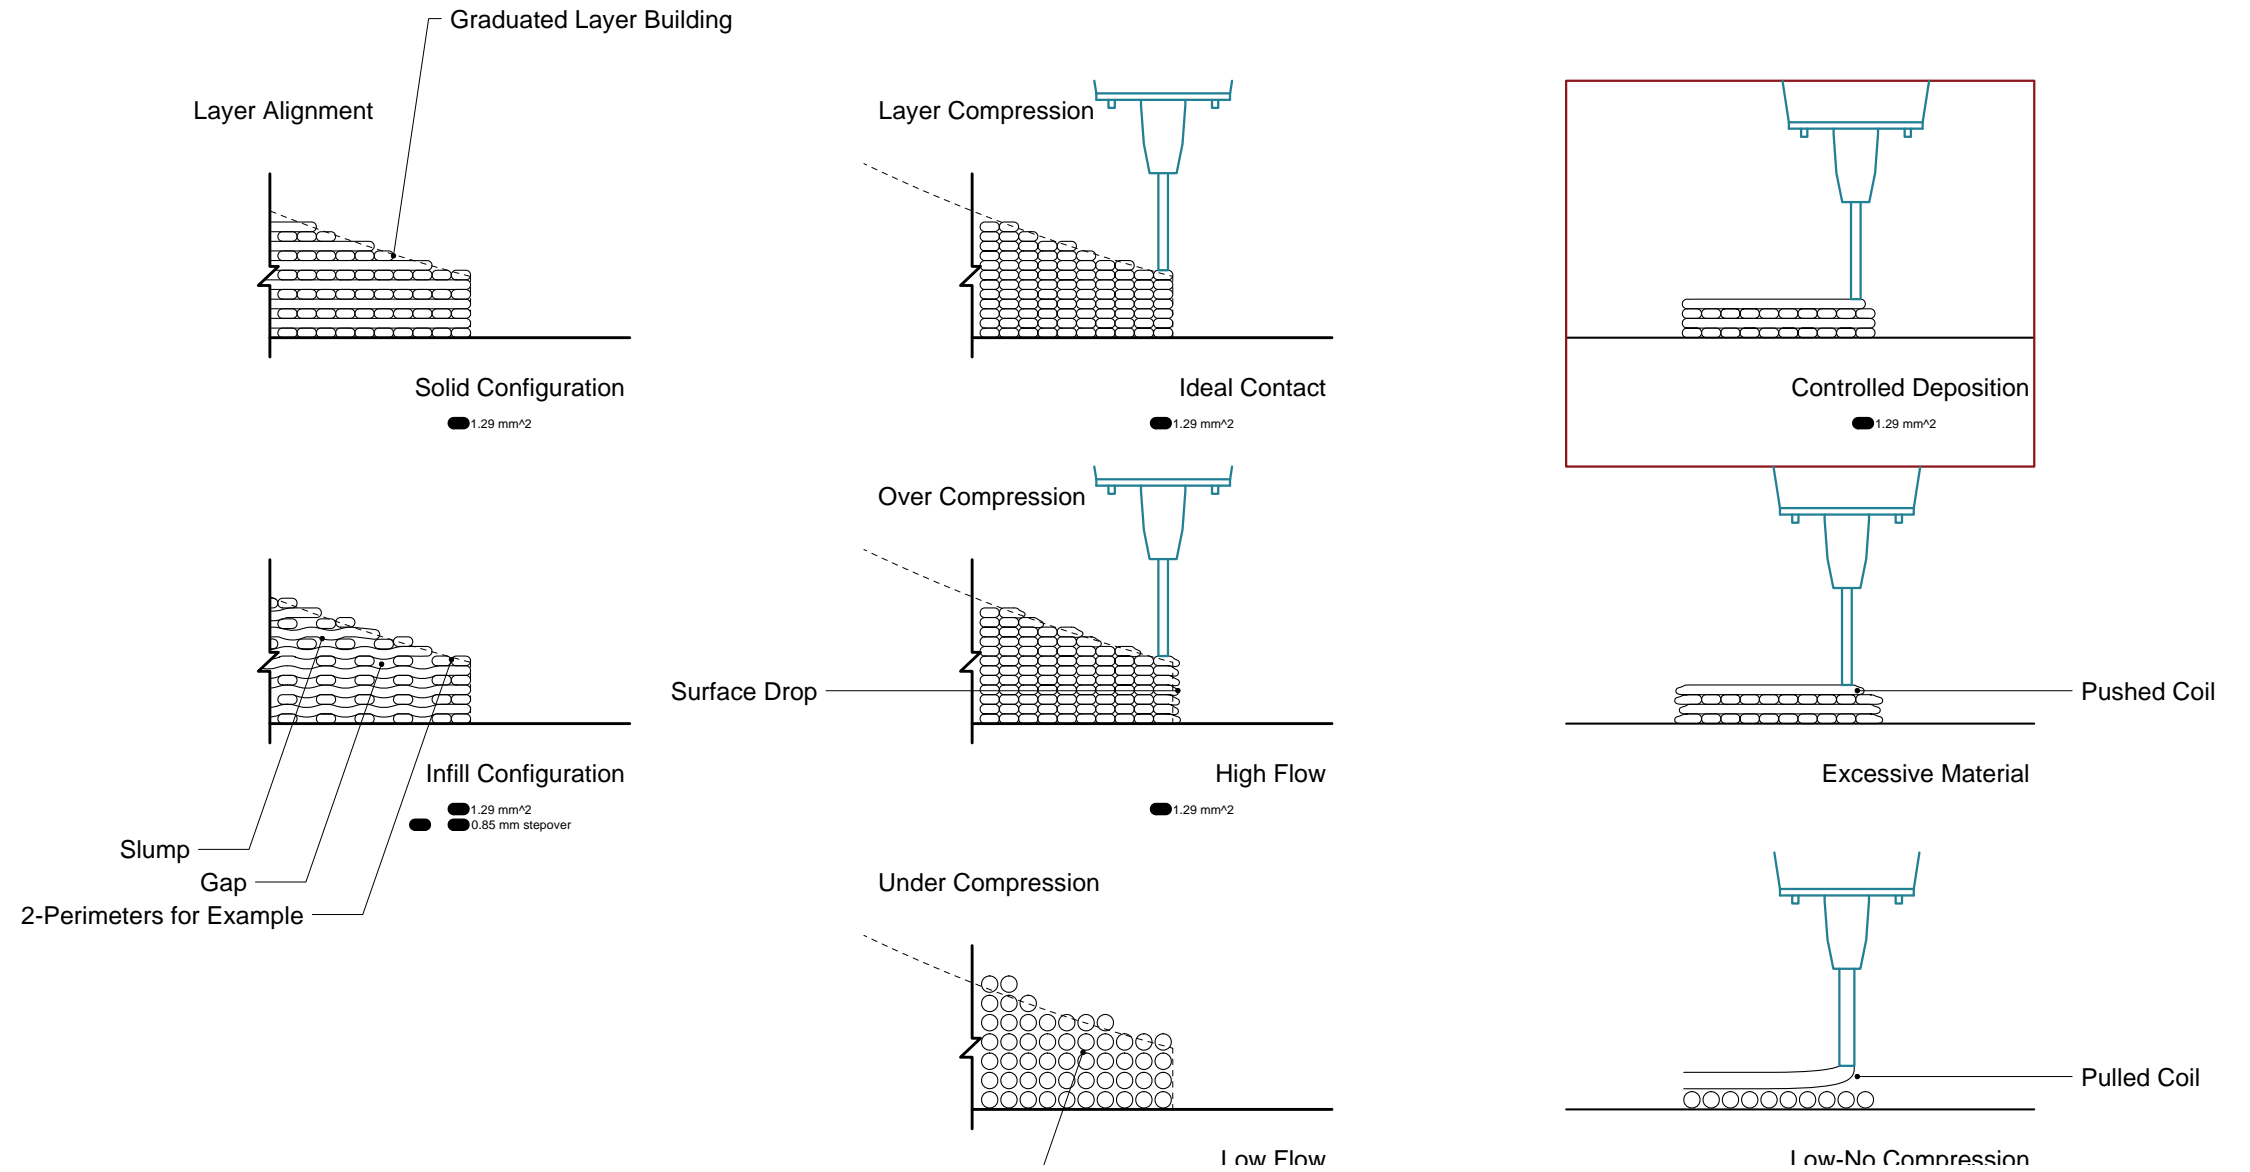 Graduated Layer Building
Layer Alignment
Layer Compression
Solid Configuration
1.29 mm^2
Ideal Contact
1.29 mm^2
Controlled Deposition
1.29 mm^2
Over Compression
Surface Drop
Pushed Coil
Infill Configuration
1.29 mm^2
0.85 mm stepover
High Flow
1.29 mm^2
Excessive Material
Slump
Gap
2-Perimeters for Example
Under Compression
Pulled Coil
Low Flow
Low-No Compression